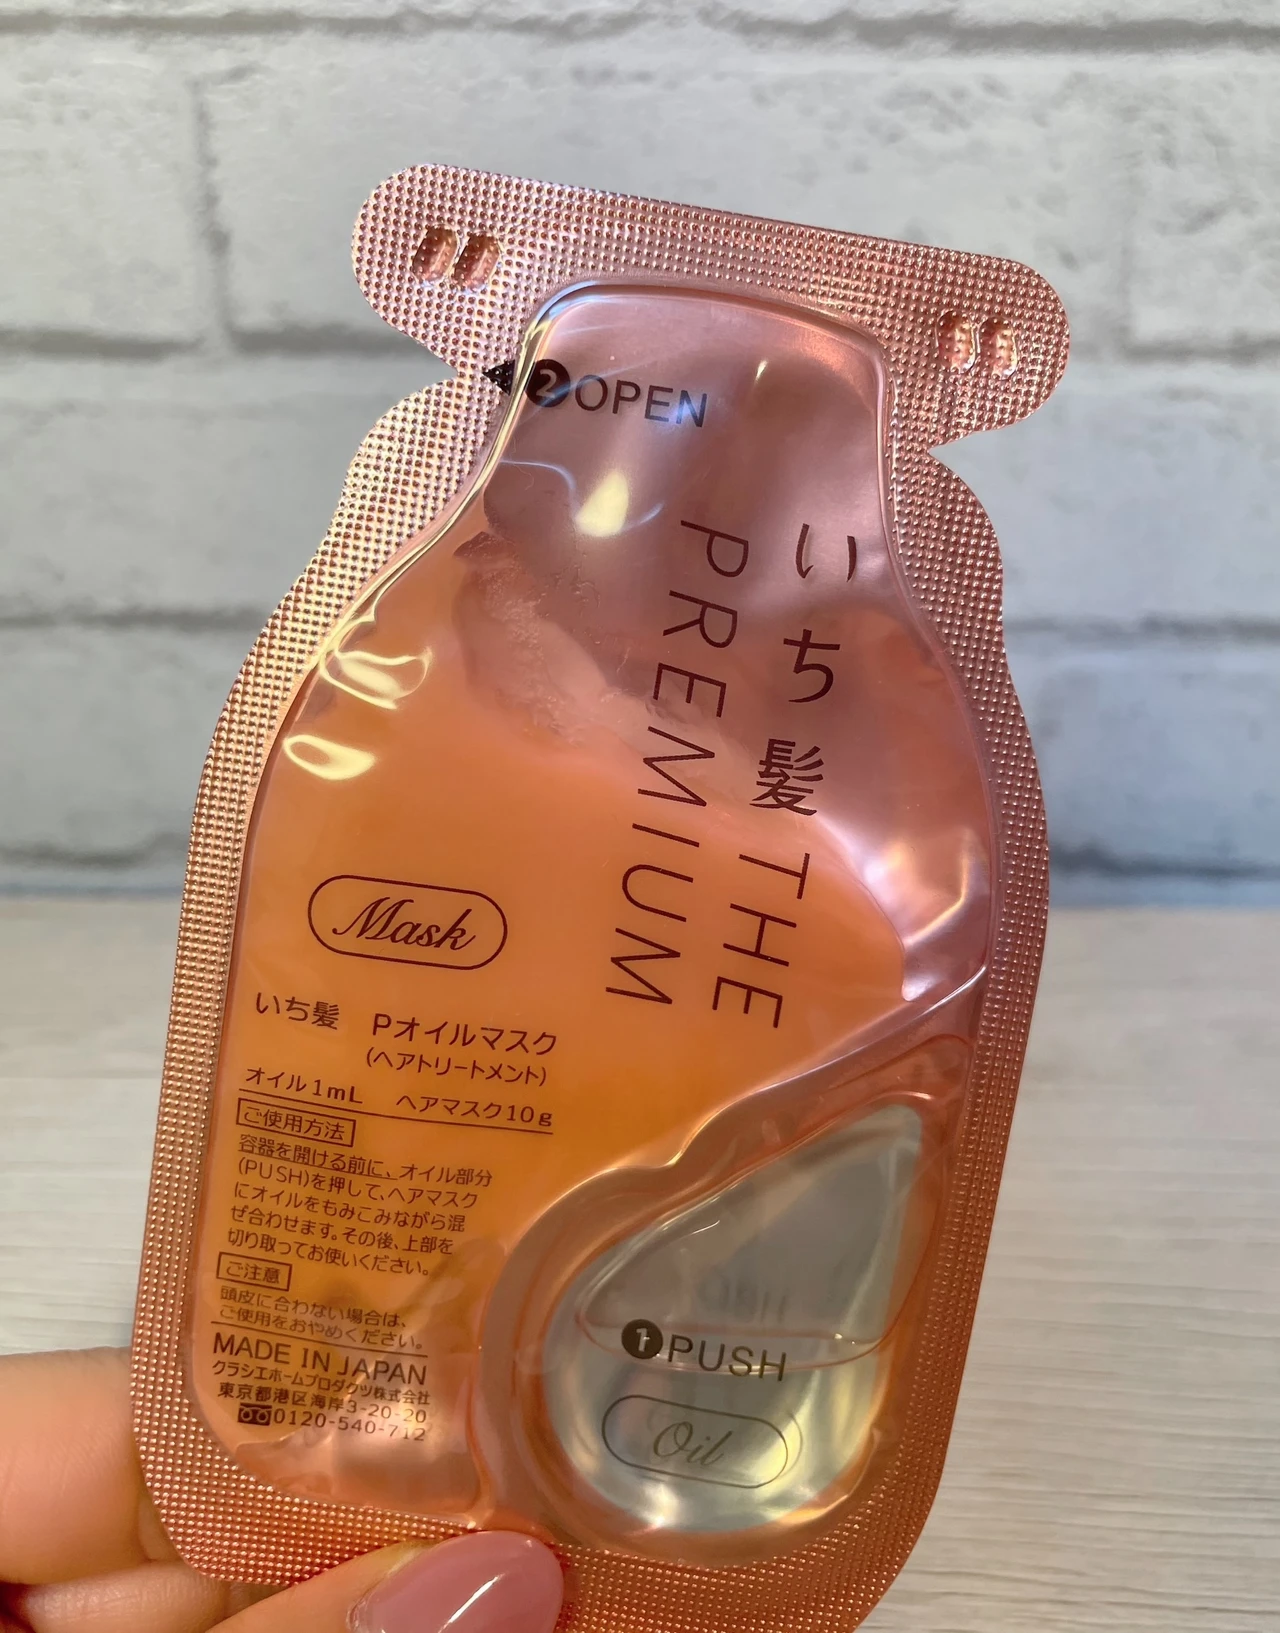 2 OPEN
いち髪 THE
PREMIUM
Mask
いち髪 Pオイルマスク
(ヘアトリートメント)
オイル1mL ヘアマスク10g
ご使用方法
容器を開ける前に、オイル部分
(PUSH)を押して、ヘアマスク
にオイルをもみこみながら混
ぜ合わせます。その後、上部を
切り取ってお使いください。
ご注意
頭皮に合わない場合は、
ご使用をおやめください。
MADE IN JAPAN
クラシエホームプロダクツ株式会社
東京都港区海岸3-20-20
0120-540-712
1 PUSH
Oil